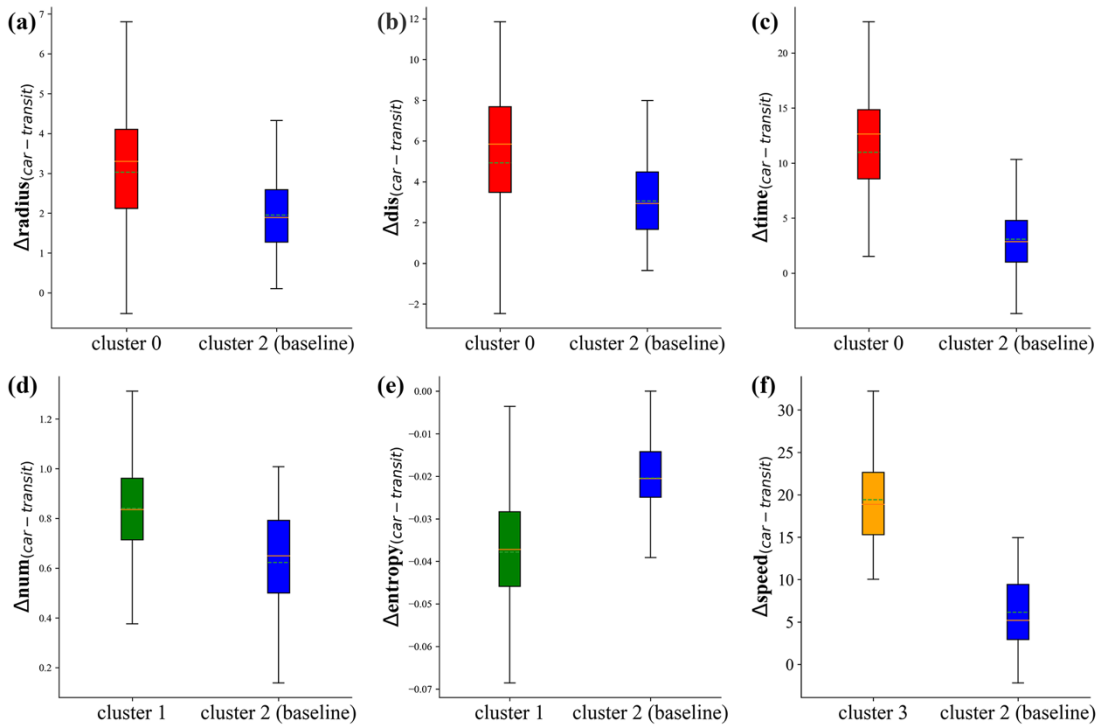 (a)
Δradius(car − transit)
7
6
5
4
3
2
1
0
cluster 0 cluster 2 (baseline)
(b)
Δdis(car − transit)
12
10
8
6
4
2
0
−2
cluster 0 cluster 2 (baseline)
(c)
Δtime(car − transit)
20
15
10
5
0
cluster 0 cluster 2 (baseline)
(d)
Δnum(car − transit)
1.2
1.0
0.8
0.6
0.4
0.2
cluster 1 cluster 2 (baseline)
(e)
Δentropy(car − transit)
0.00
−0.01
−0.02
−0.03
−0.04
−0.05
−0.06
−0.07
cluster 1 cluster 2 (baseline)
(f)
Δspeed(car − transit)
30
25
20
15
10
5
0
cluster 3 cluster 2 (baseline)